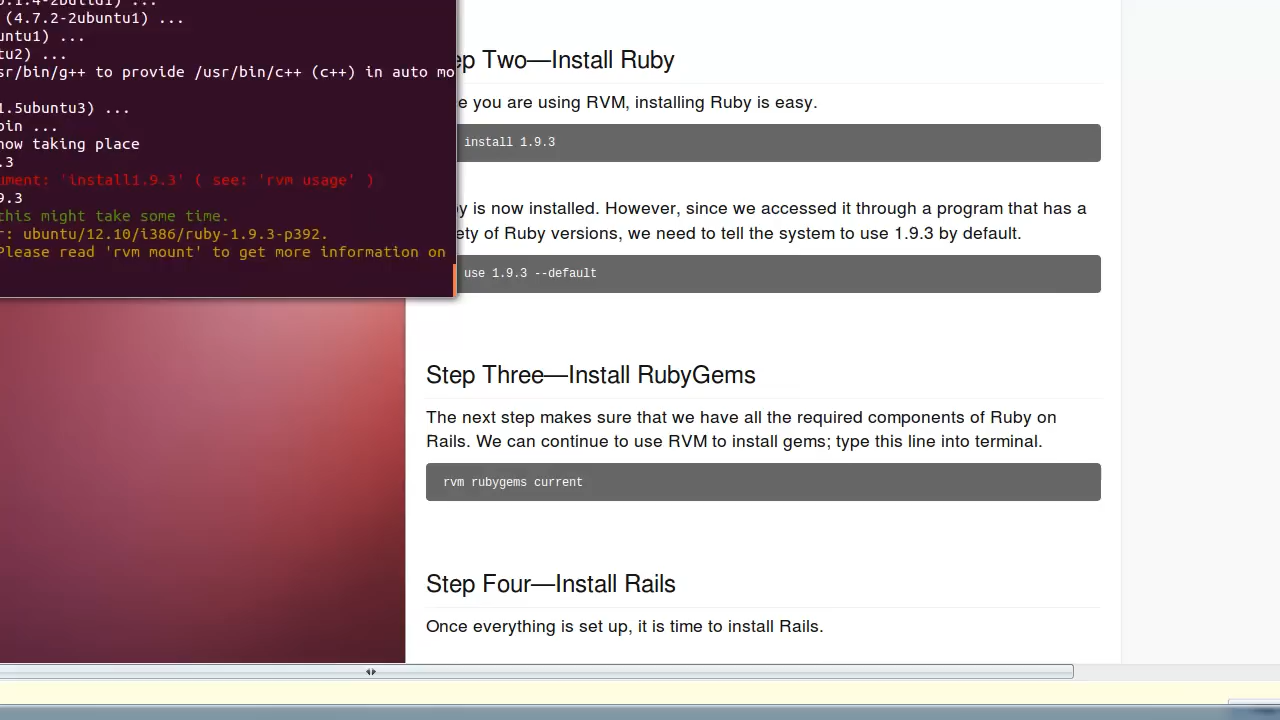 (4.7.2-2ubuntu1) ...
untu1) ...
tu2) ...
sr/bin/g++ to provide /usr/bin/c++ (c++) in auto mo
1.5ubuntu3) ...
bin ...
now taking place
.3
ument: 'install1.9.3' ( see: 'rvm usage' )
9.3
this might take some time.
r: ubuntu/12.10/i386/ruby-1.9.3-p392.
Please read 'rvm mount' to get more information on
ep Two—Install Ruby
e you are using RVM, installing Ruby is easy.
install 1.9.3
y is now installed. However, since we accessed it through a program that has a
ety of Ruby versions, we need to tell the system to use 1.9.3 by default.
use 1.9.3 --default
Step Three—Install RubyGems
The next step makes sure that we have all the required components of Ruby on
Rails. We can continue to use RVM to install gems; type this line into terminal.
rvm rubygems current
Step Four—Install Rails
Once everything is set up, it is time to install Rails.